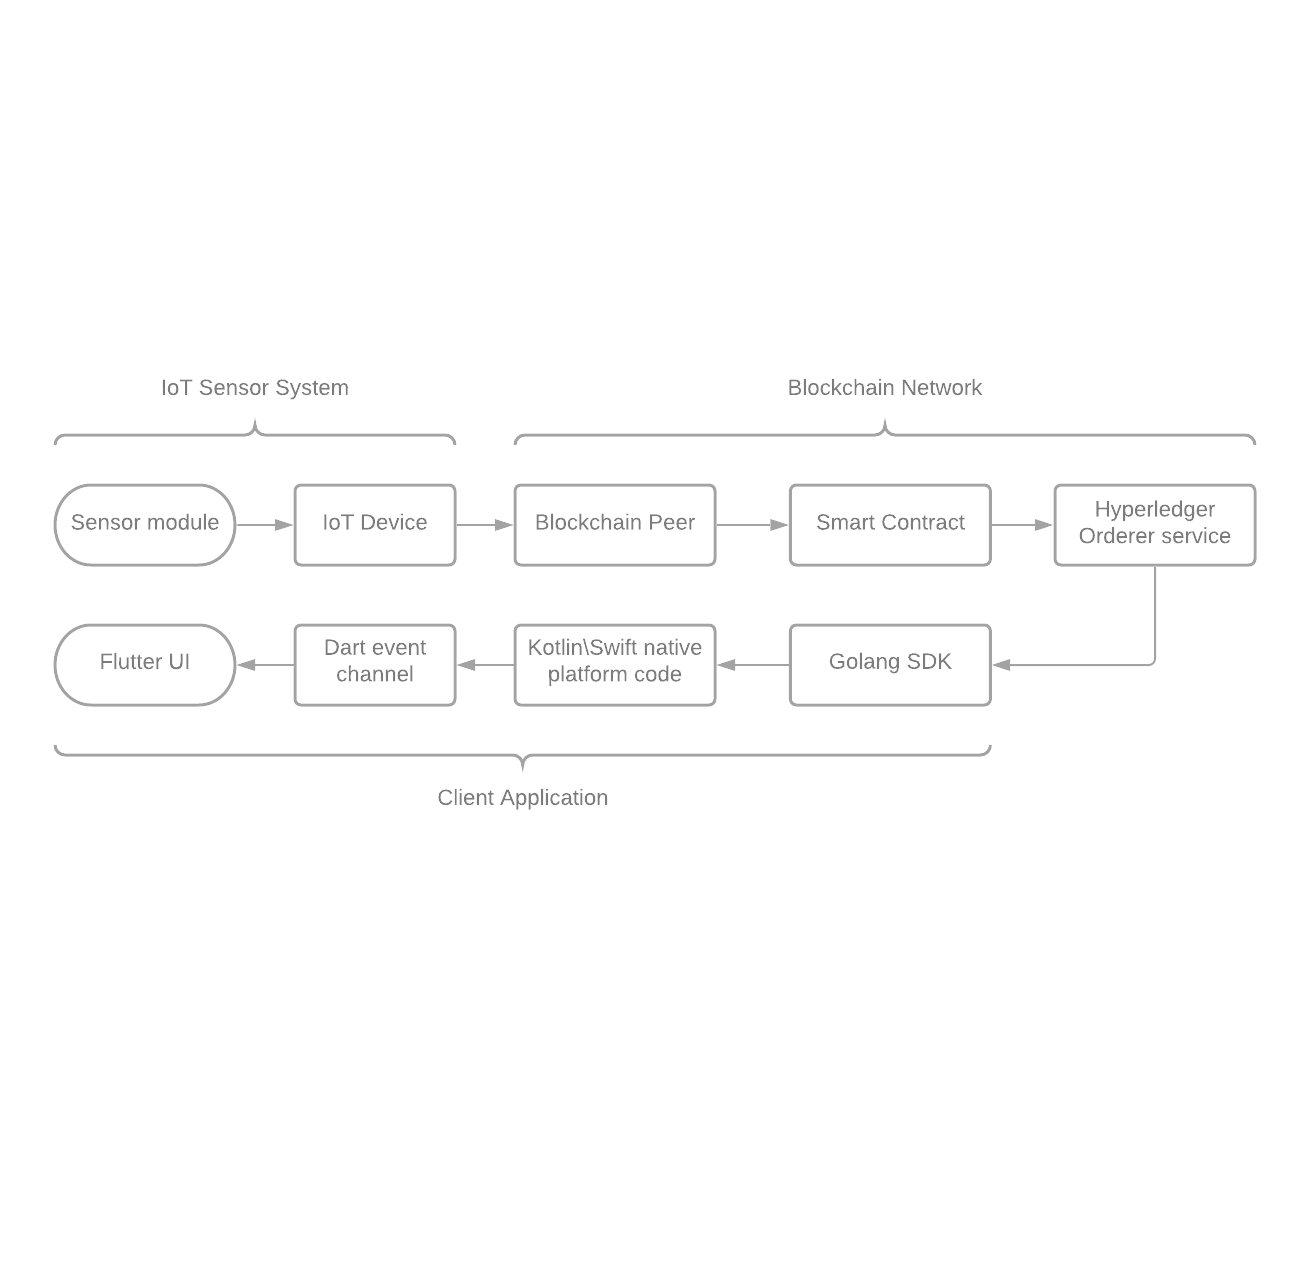 IoT Sensor System
Blockchain Network
Sensor module
IoT Device
Blockchain Peer
Smart Contract
Hyperledger
Orderer service
Flutter UI
Dart event
channel
Kotlin\Swift native
platform code
Golang SDK
Client Application